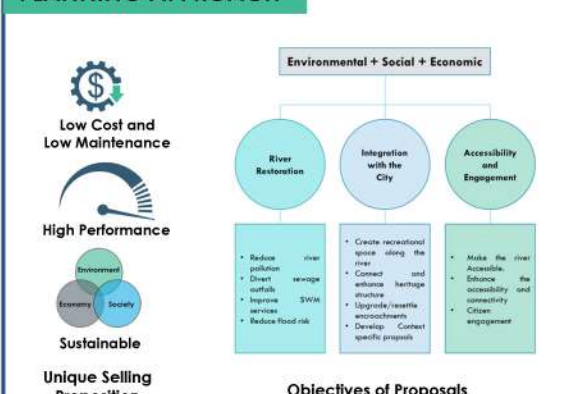 PLANNING APPROACH
Low Cost and
Low Maintenance
High Performance
Environment
Economy
Society
Sustainable
Unique Selling
Proposition
Environmental + Social + Economic
River
Restoration
Integration
with the
City
Accessibility
and
Engagement
• Reduce river
pollution
• Divert sewage
outfalls
• Improve SWM
services
• Reduce flood risk
• Create recreational
space along the
river
• Connect and
enhance heritage
structure
• Upgrade/resettle
encroachments
• Develop Context
specific proposals
• Make the river
Accessible.
• Enhance the
accessibility and
connectivity
• Citizen
engagement
Objectives of Proposals